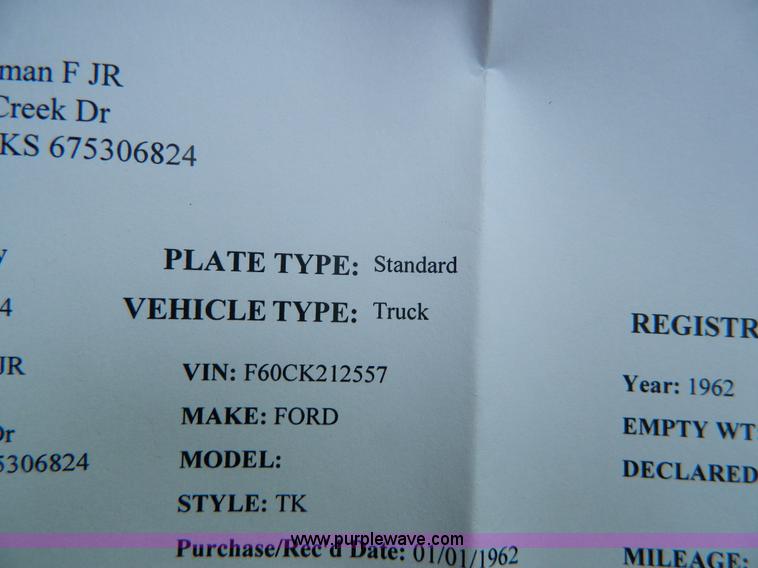 man F JR
Creek Dr
KS 675306824
PLATE TYPE: Standard
4 VEHICLE TYPE: Truck
REGISTR
JR
VIN: F60CK212557
Year: 1962
MAKE: FORD
EMPTY WT:
Dr
5306824
MODEL:
DECLARED
STYLE: TK
www.purplewave.com
Purchase/Rec'd Date: 01/01/1962
MILEAGE: